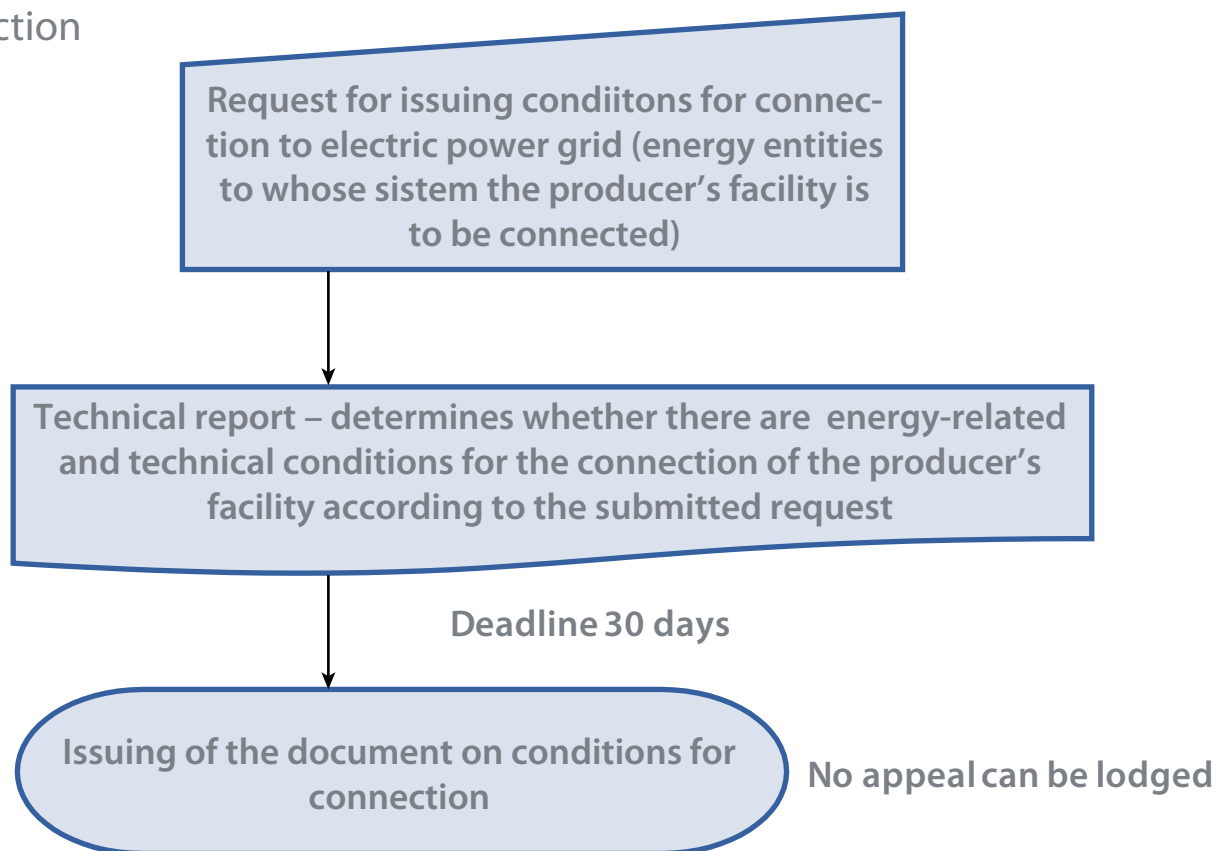 ction
Request for issuing condiitons for connec-
tion to electric power grid (energy entities
to whose sistem the producer’s facility is
to be connected)
Technical report – determines whether there are energy-related
and technical conditions for the connection of the producer’s
facility according to the submitted request
Deadline 30 days
Issuing of the document on conditions for
connection
No appeal can be lodged